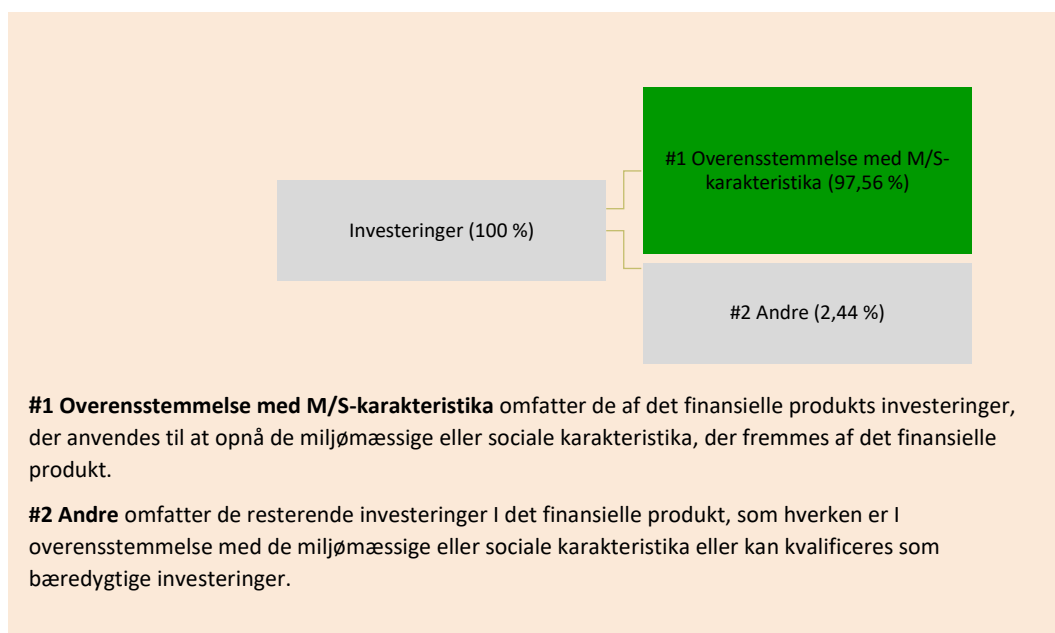 #1 Overensstemmelse med M/S-
karakteristika (97,56 %)
Investeringer (100 %)
#2 Andre (2,44 %)
#1 Overensstemmelse med M/S-karakteristika omfatter de af det finansielle produkts investeringer,
der anvendes til at opnå de miljømæssige eller sociale karakteristika, der fremmes af det finansielle
produkt.
#2 Andre omfatter de resterende investeringer I det finansielle produkt, som hverken er I
overensstemmelse med de miljømæssige eller sociale karakteristika eller kan kvalificeres som
bæredygtige investeringer.